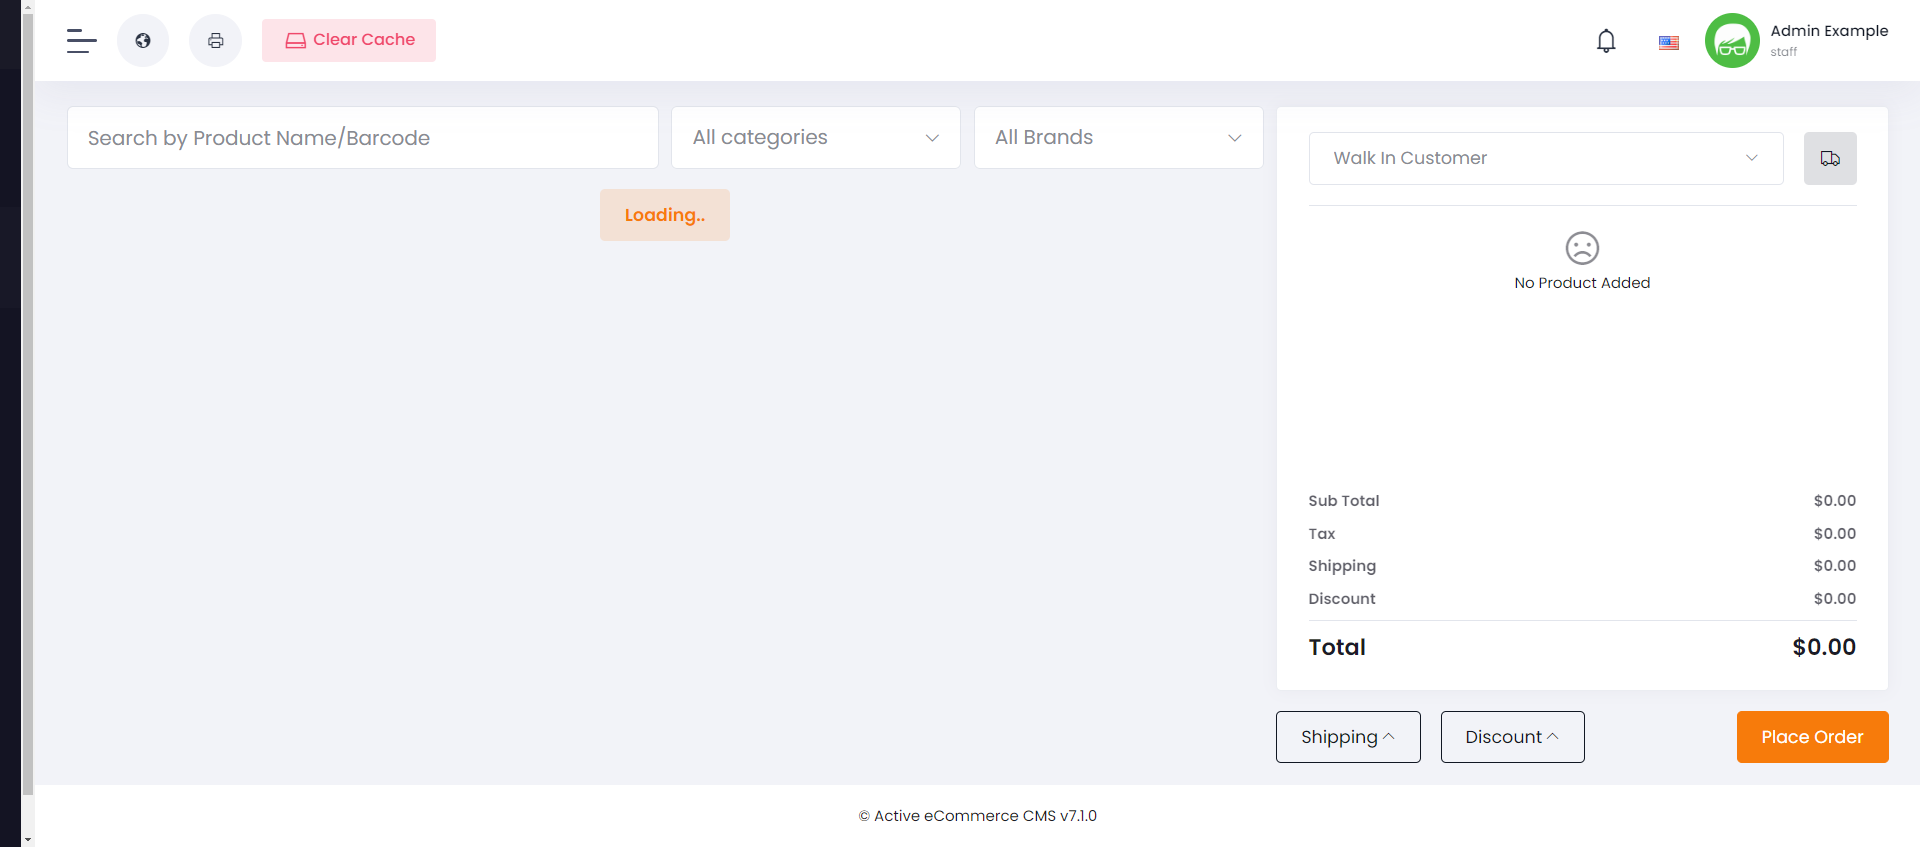 Clear Cache
Admin Example
staff
Search by Product Name/Barcode
All categories
All Brands
Walk In Customer
Loading..
No Product Added
Sub Total $0.00
Tax $0.00
Shipping $0.00
Discount $0.00
Total $0.00
Shipping
Discount
Place Order
© Active eCommerce CMS v7.1.0